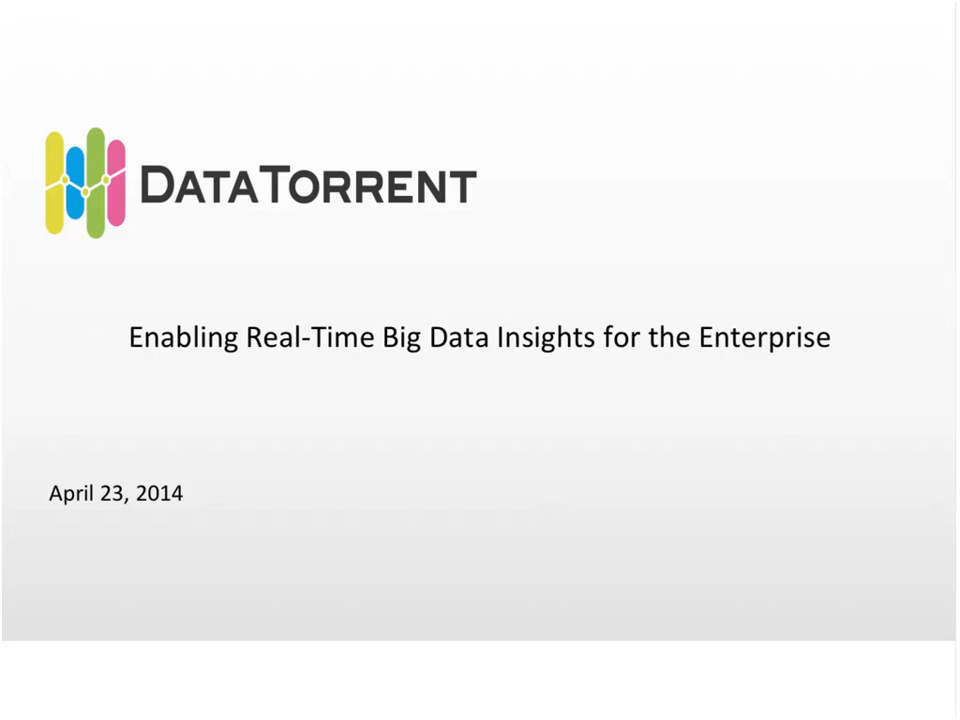 DATATORRENT
Enabling Real-Time Big Data Insights for the Enterprise
April 23, 2014